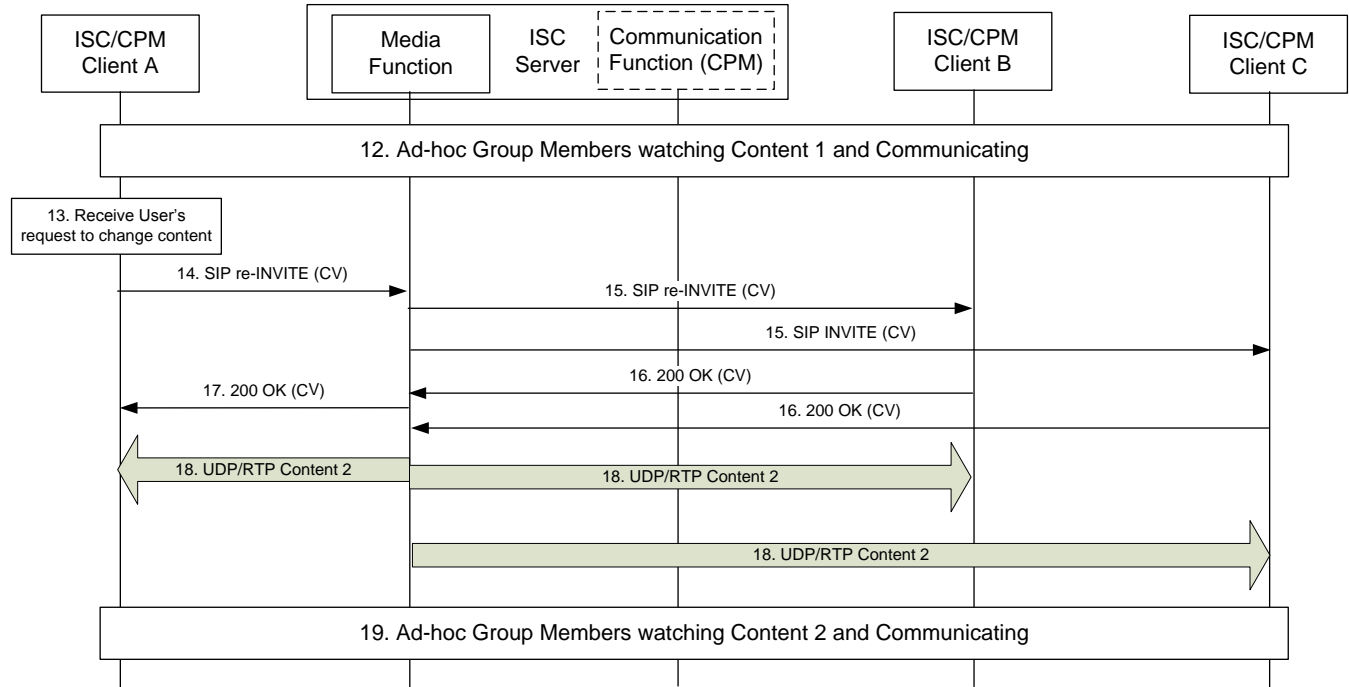 ISC/CPM
Client A
Media
Function
ISC
Server
Communication
Function (CPM)
ISC/CPM
Client B
ISC/CPM
Client C
12. Ad-hoc Group Members watching Content 1 and Communicating
13. Receive User's
request to change content
14. SIP re-INVITE (CV)
15. SIP re-INVITE (CV)
15. SIP INVITE (CV)
16. 200 OK (CV)
17. 200 OK (CV)
16. 200 OK (CV)
18. UDP/RTP Content 2
18. UDP/RTP Content 2
18. UDP/RTP Content 2
19. Ad-hoc Group Members watching Content 2 and Communicating